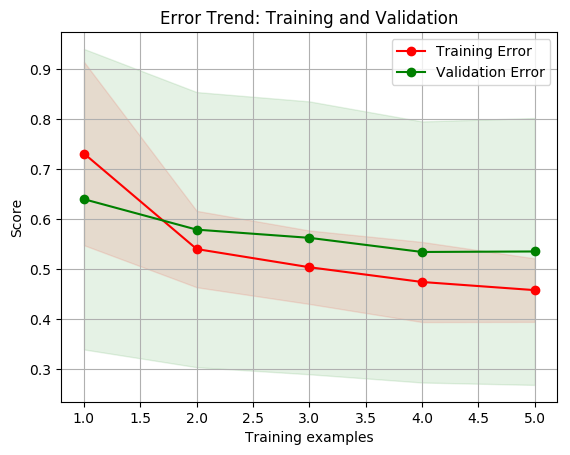 Error Trend: Training and Validation
Training Error
Validation Error
Score
0.9
0.8
0.7
0.6
0.5
0.4
0.3
1.0 1.5 2.0 2.5 3.0 3.5 4.0 4.5 5.0
Training examples